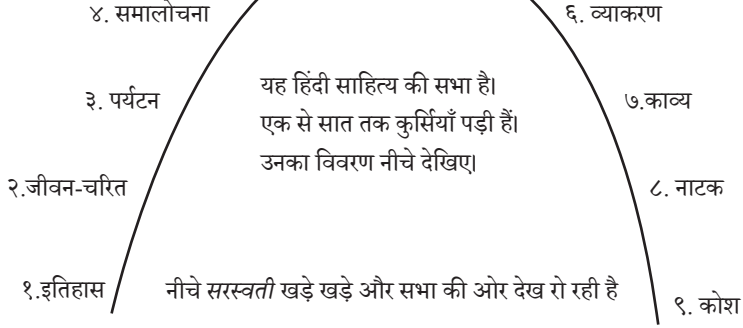 ४. समालोचना
६. व्याकरण
३. पर्यटन
यह हिंदी साहित्य की सभा है।
एक से सात तक कुर्सियाँ पड़ी हैं।
उनका विवरण नीचे देखिए।
७.काव्य
२.जीवन-चरित
८. नाटक
१.इतिहास
नीचे सरस्वती खड़े खड़े और सभा की ओर देख रो रही है
९. कोश